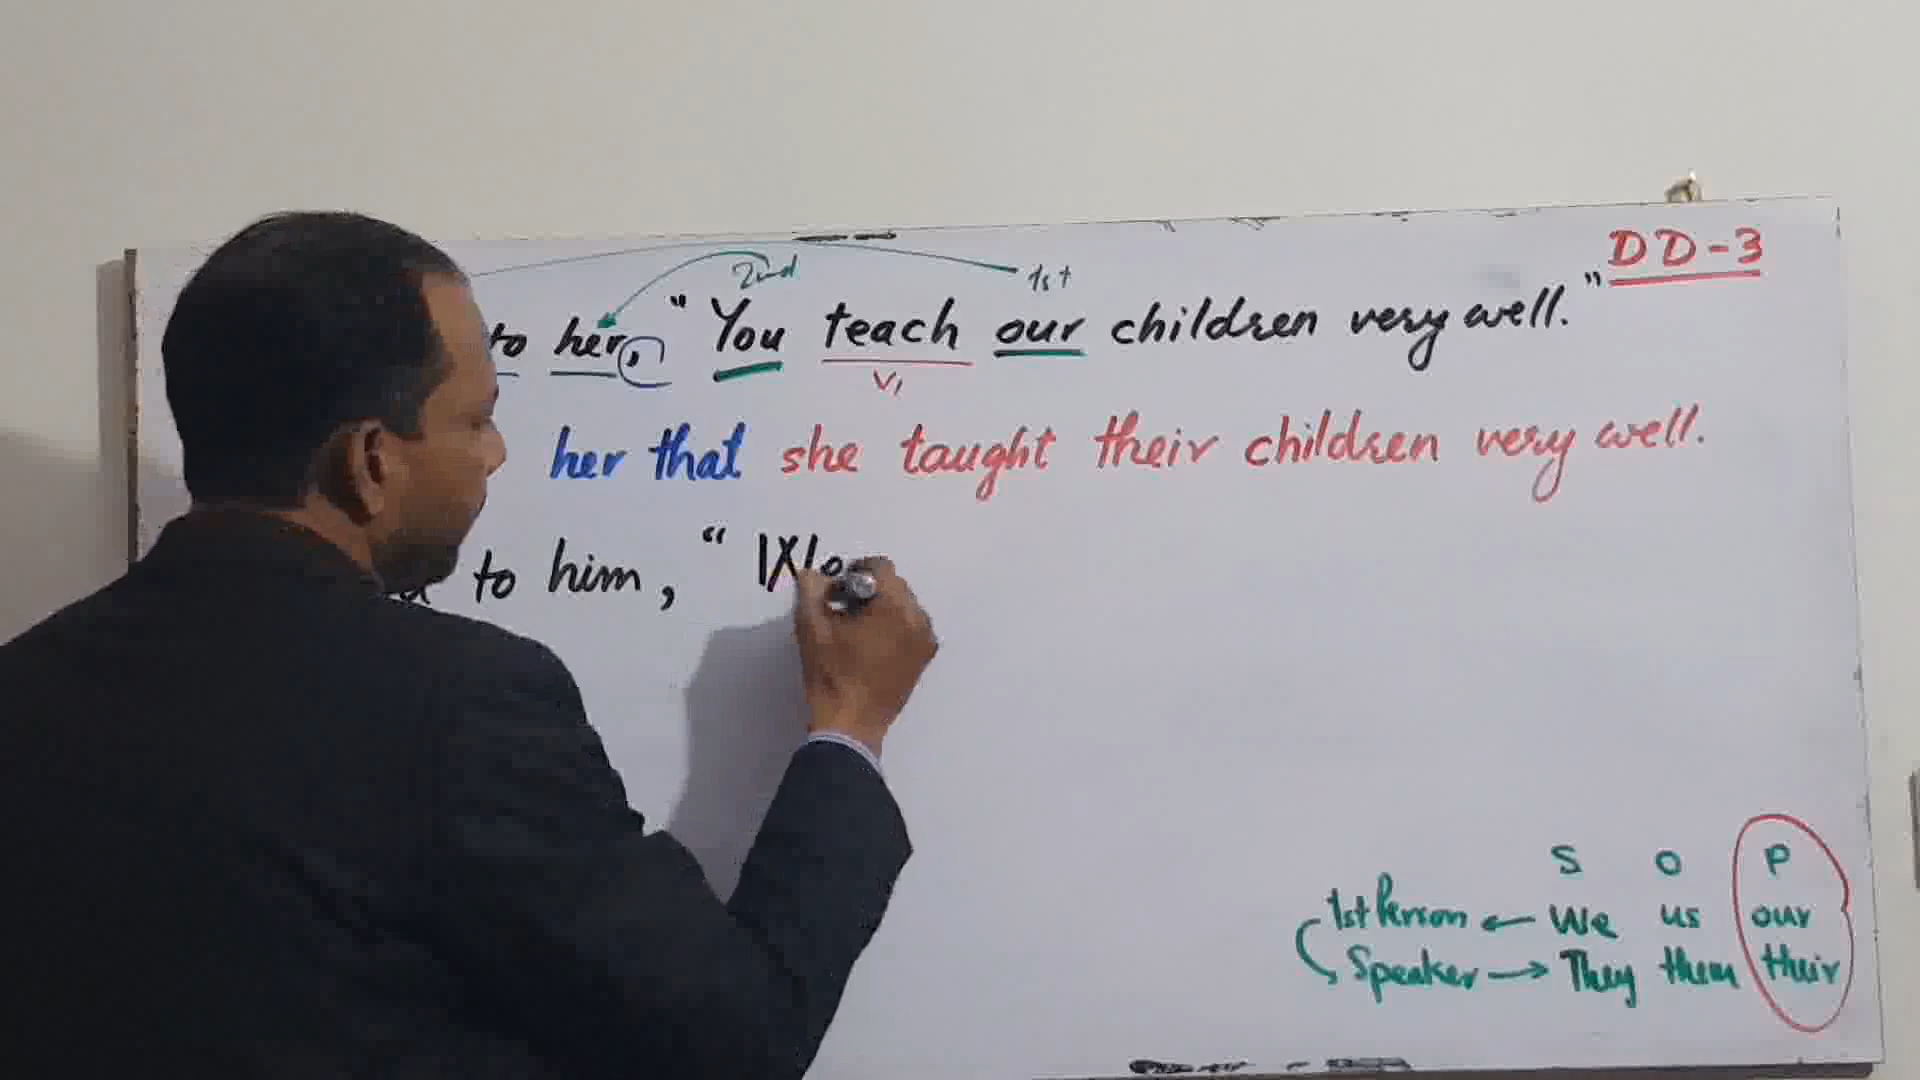 DD-3
2nd 1st
to her, "You teach our children very well."
V1
her that she taught their children very well.
to him, "
S O P
1st Person ← We us our
Speaker → They them their